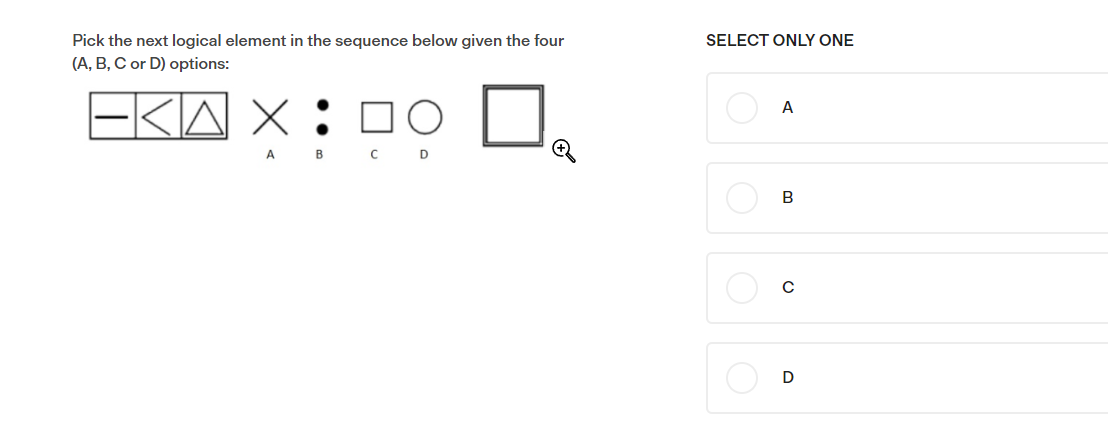 Pick the next logical element in the sequence below given the four
(A, B, C or D) options:
A B C D
SELECT ONLY ONE
A
B
C
D